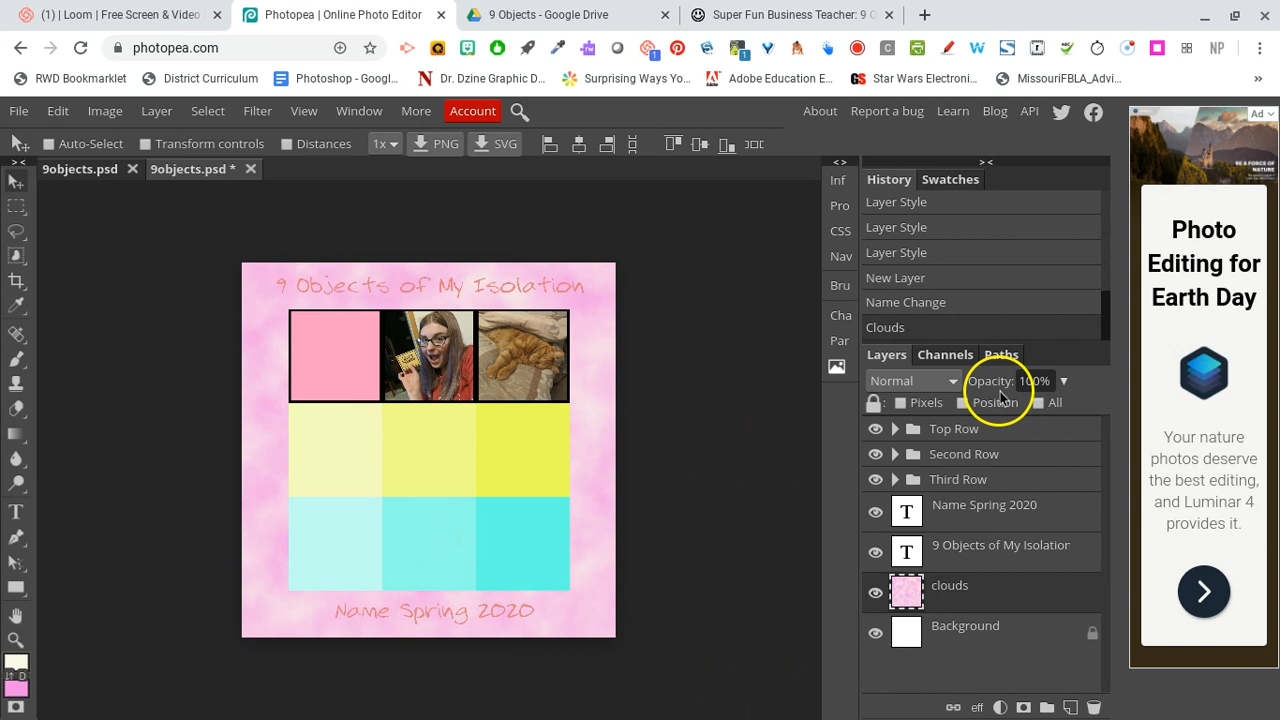 (1) | Loom | Free Screen & Video
Photopea | Online Photo Editor
9 Objects - Google Drive
Super Fun Business Teacher: 9 O
photopea.com
RWD Bookmarklet
District Curriculum
Photoshop - Googl...
Dr. Dzine Graphic D...
Surprising Ways Yo...
Adobe Education E...
Star Wars Electroni...
MissouriFBLA_Advi...
File Edit Image Layer Select Filter View Window More Account
About Report a bug Learn Blog API
Auto-Select Transform controls Distances 1x PNG SVG
9objects.psd
9objects.psd *
Inf
Pro
CSS
Nav
Bru
Cha
Par
History Swatches
Layer Style
Layer Style
Layer Style
New Layer
Name Change
Clouds
Layers Channels Paths
Normal Opacity: 100%
Pixels Position All
Top Row
Second Row
Third Row
T Name Spring 2020
T 9 Objects of My Isolation
clouds
Background
eff
9 Objects of My Isolation
Name Spring 2020
Ad
BE A FORCE OF
NATURE
Photo
Editing for
Earth Day
Your nature
photos deserve
the best editing,
and Luminar 4
provides it.